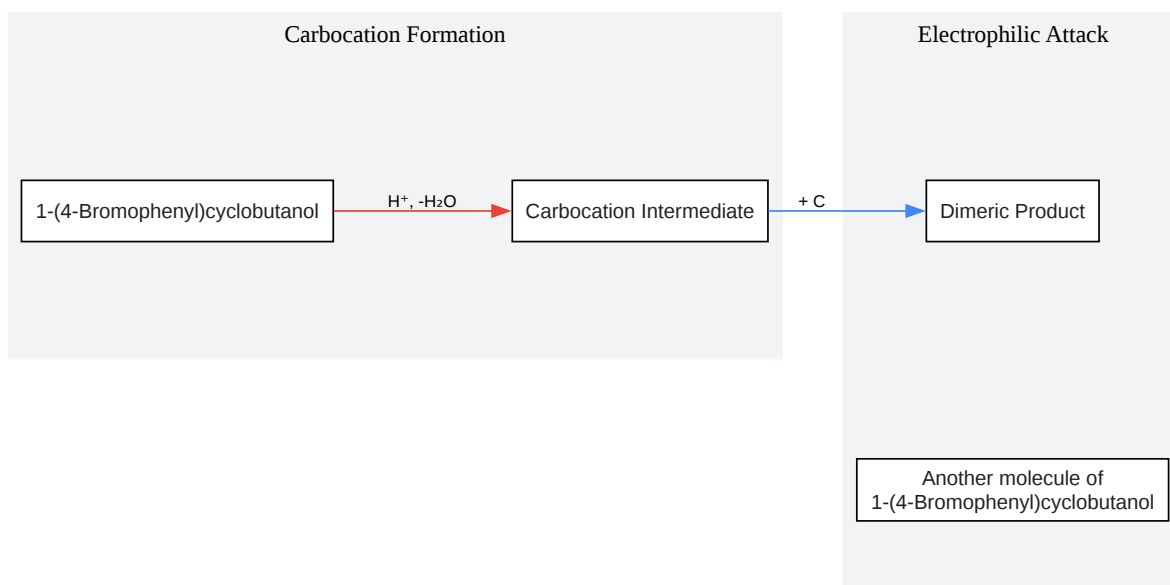 Carbocation Formation
Electrophilic Attack
1-(4-Bromophenyl)cyclobutanol
H⁺, -H₂O
Carbocation Intermediate
+ C
Dimeric Product
Another molecule of
1-(4-Bromophenyl)cyclobutanol